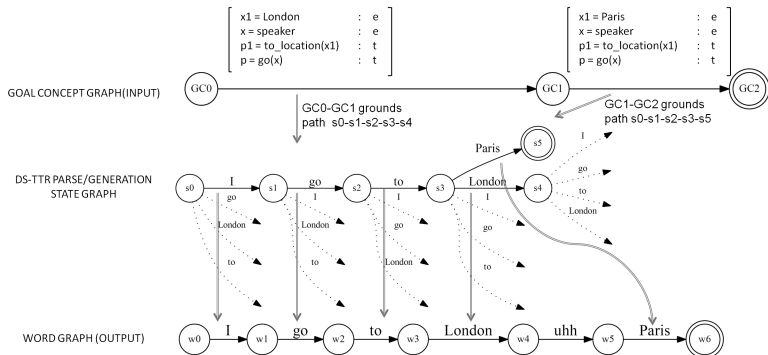 x1 = London : e
x = speaker : e
p1 = to_location(x1) : t
p = go(x) : t
x1 = Paris : e
x = speaker : e
p1 = to_location(x1) : t
p = go(x) : t
GOAL CONCEPT GRAPH(INPUT)
GC0
GC1
GC2
GC0-GC1 grounds
path s0-s1-s2-s3-s4
GC1-GC2 grounds
path s0-s1-s2-s3-s5
DS-TTR PARSE/GENERATION
STATE GRAPH
s0
I
s1
go
s2
to
s3
London
s4
Paris
s5
go
London
to
I
London
to
I
go
London
I
go
to
I
go
to
London
WORD GRAPH (OUTPUT)
w0
I
w1
go
w2
to
w3
London
w4
uhh
w5
Paris
w6